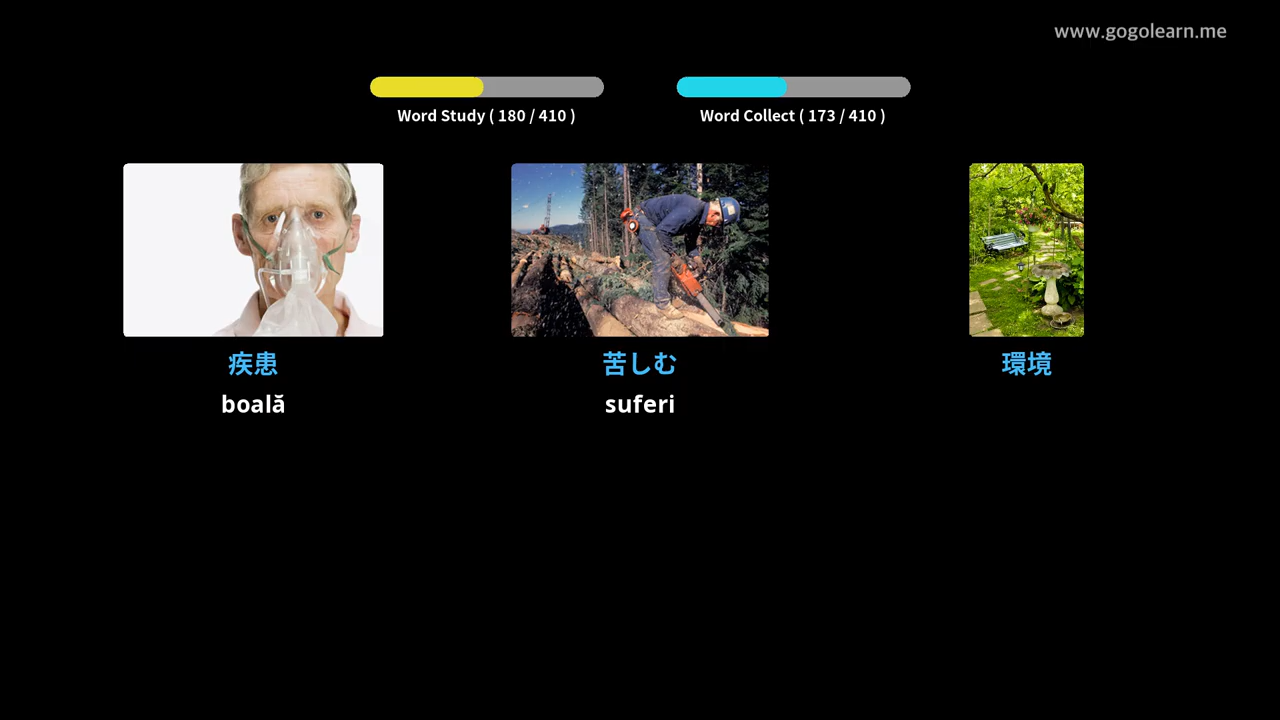 www.gogolearn.me
Word Study ( 180 / 410 )
Word Collect ( 173 / 410 )
疾患
苦しむ
環境
boală
suferi